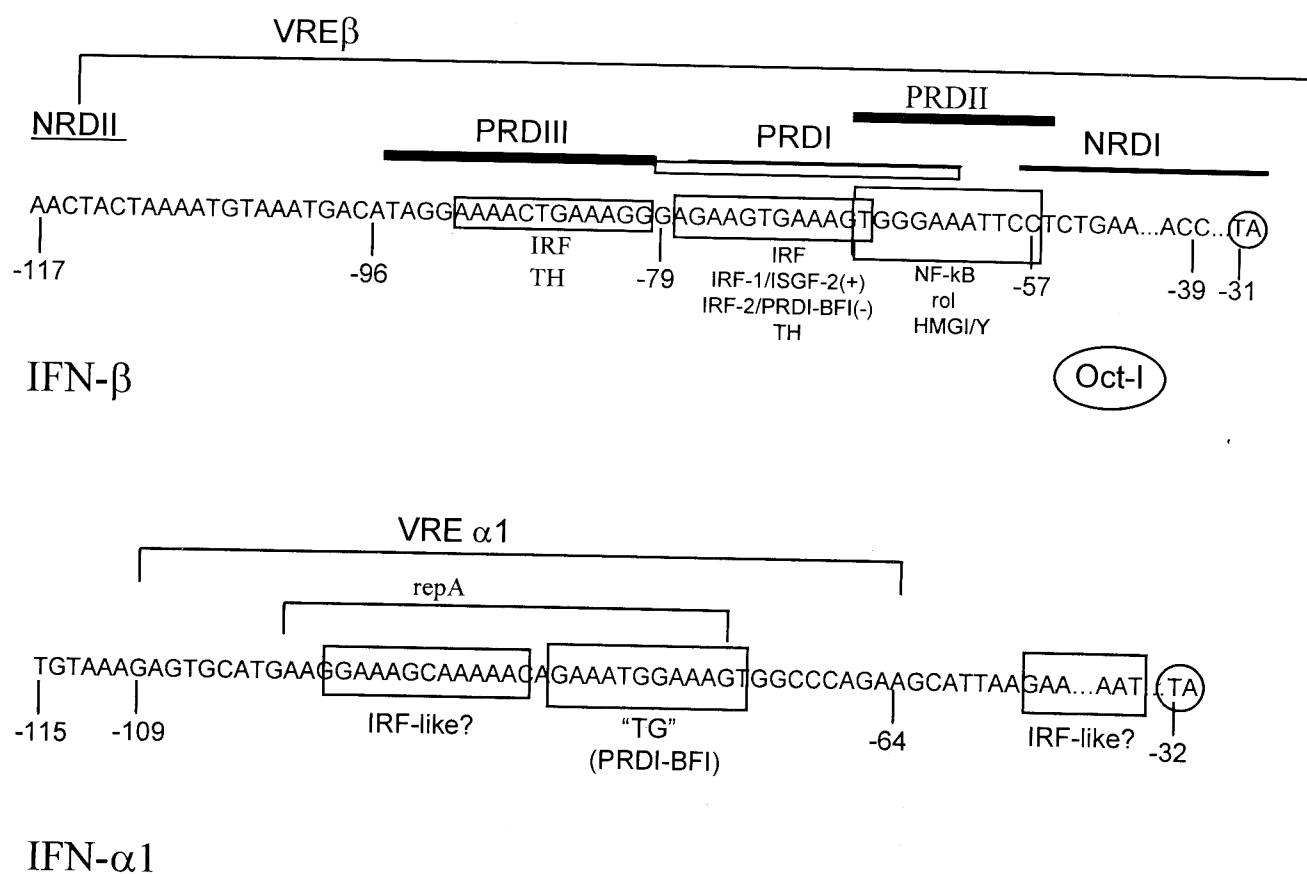 VREβ
PRDII
NRDII PRDIII PRDI NRDI
AACTACTAAAATGTAAATGACATAGGAAAACTGAAAGGGAGAAGTGAAAGTGGGAAATTCCTCTGAA...ACC...TA
-117 -96 IRF TH -79 IRF IRF-1/ISGF-2(+) IRF-2/PRDI-BFI(-) TH NF-kB rol HMGI/Y -57 -39 -31
IFN-β
Oct-I
VRE α1
repA
TGTAAAGAGTGCATGAAGGAAAGCAAAAACAGAAATGGAAAGTGGCCCAGAAGCATTAAGGAA...AAT...TA
-115 -109 IRF-like? "TG" (PRDI-BFI) -64 IRF-like? -32
IFN-α1